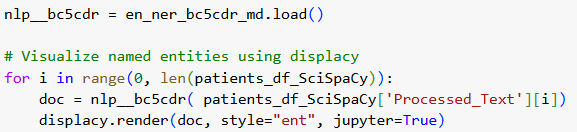 nlp__bc5cdr = en_ner_bc5cdr_md.load()
# Visualize named entities using displacy
for i in range(0, len(patients_df_SciSpaCy)):
    doc = nlp__bc5cdr( patients_df_SciSpaCy['Processed_Text'][i])
    displacy.render(doc, style="ent", jupyter=True)